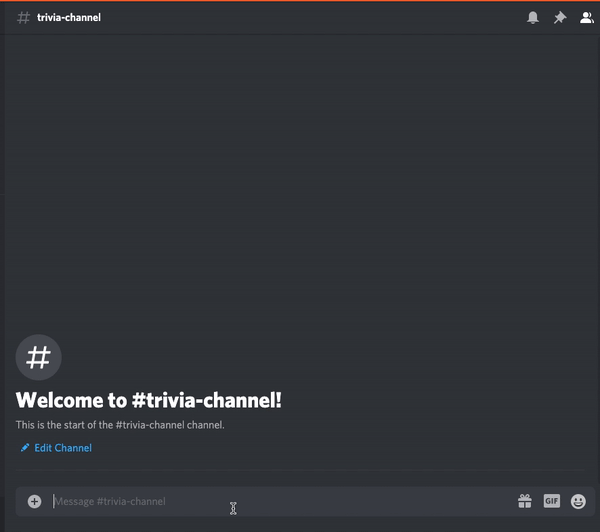 # trivia-channel
#
Welcome to #trivia-channel!
This is the start of the #trivia-channel channel.
Edit Channel
Message #trivia-channel
GIF